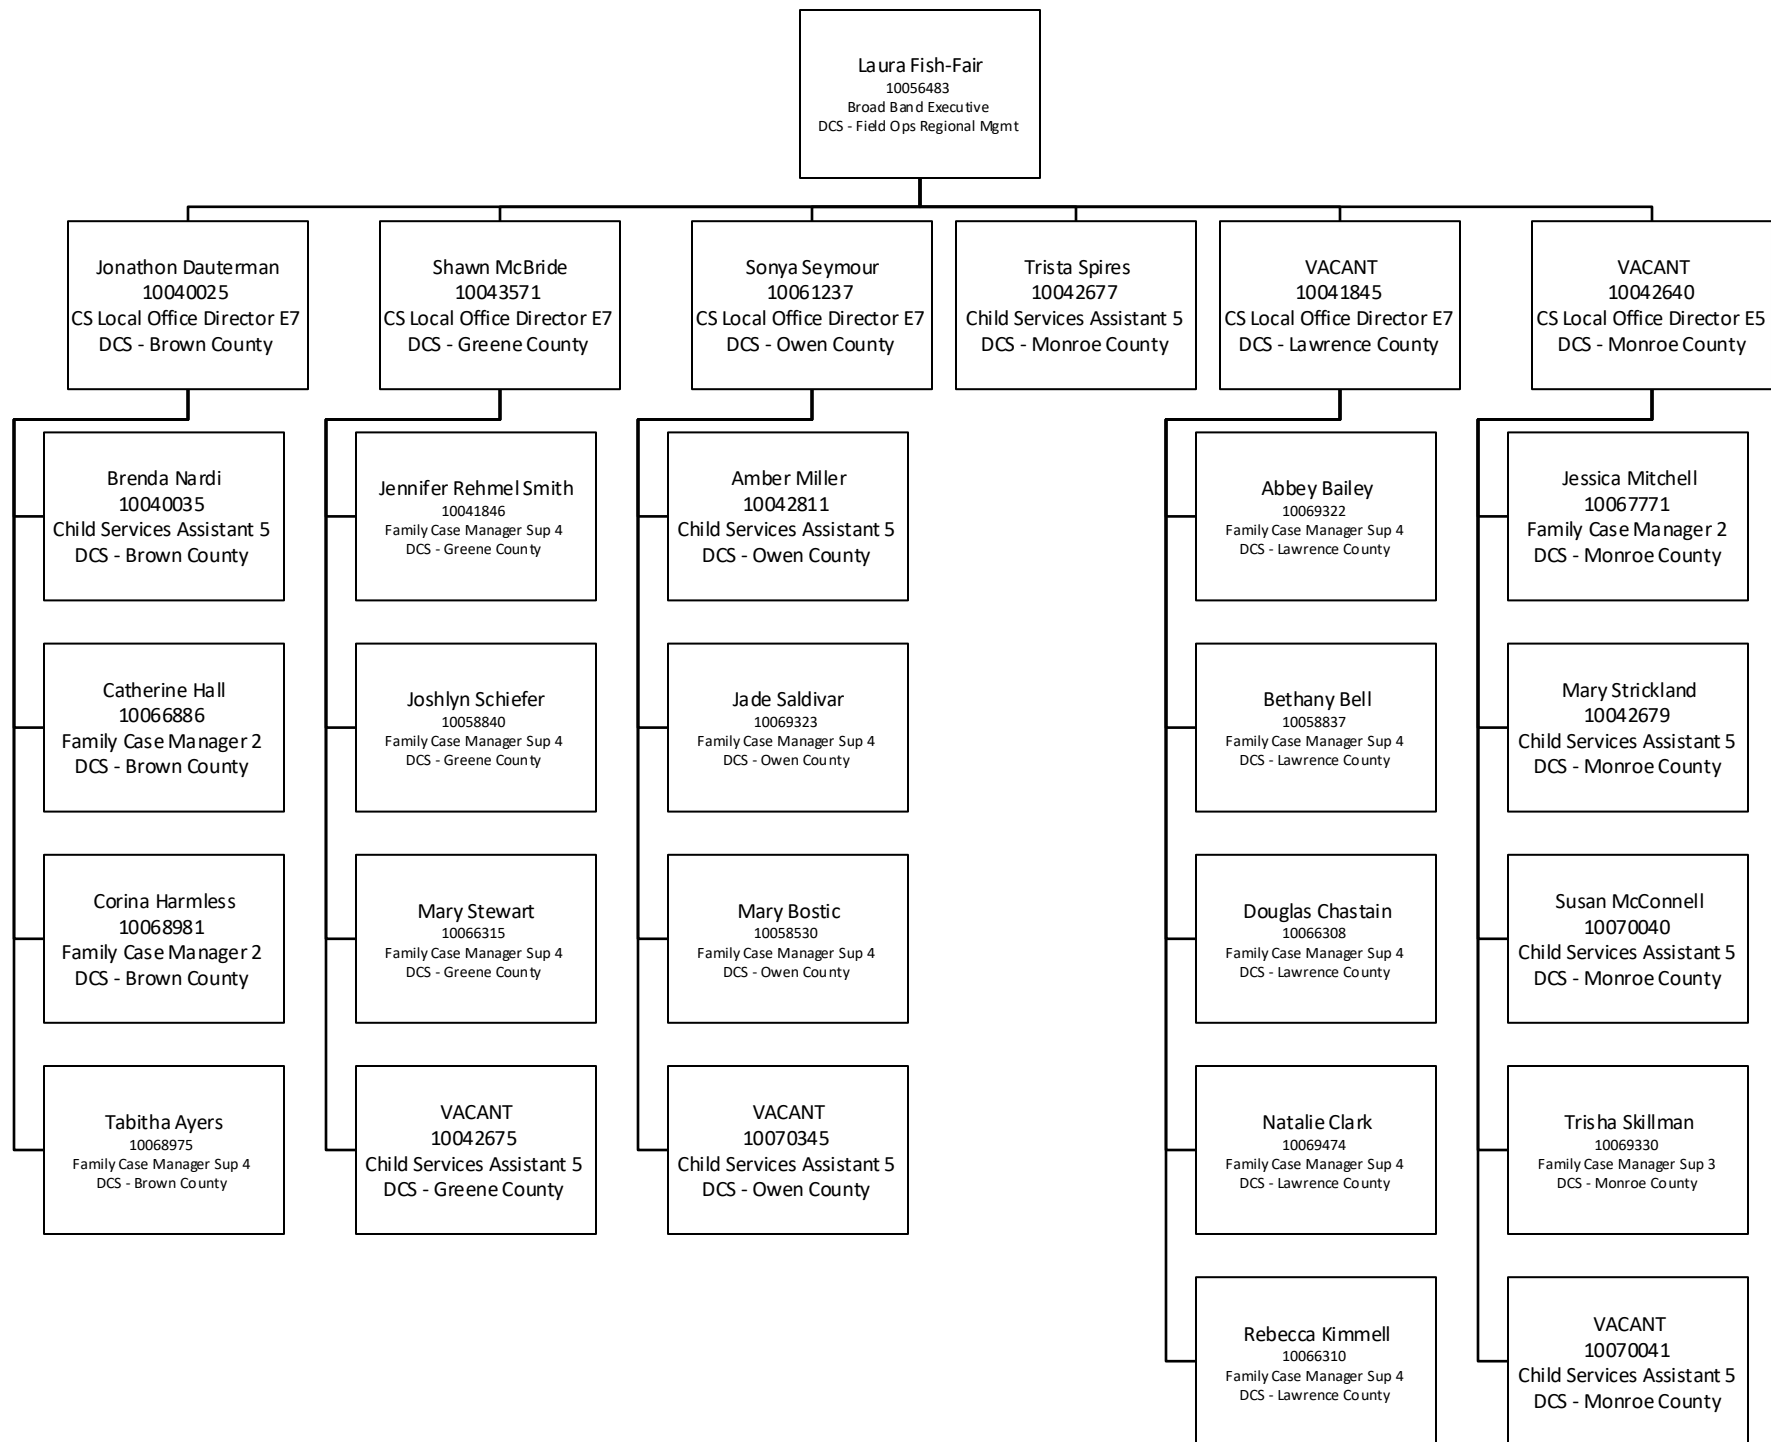 Laura Fish-Fair
10056483
Broad Band Executive
DCS - Field Ops Regional Mgmt
Jonathon Dauterman
10040025
CS Local Office Director E7
DCS - Brown County
Shawn McBride
10043571
CS Local Office Director E7
DCS - Greene County
Sonya Seymour
10061237
CS Local Office Director E7
DCS - Owen County
Trista Spires
10042677
Child Services Assistant 5
DCS - Monroe County
VACANT
10041845
CS Local Office Director E7
DCS - Lawrence County
VACANT
10042640
CS Local Office Director E5
DCS - Monroe County
Brenda Nardi
10040035
Child Services Assistant 5
DCS - Brown County
Jennifer Rehmel Smith
10041846
Family Case Manager Sup 4
DCS - Greene County
Amber Miller
10042811
Child Services Assistant 5
DCS - Owen County
Abbey Bailey
10069322
Family Case Manager Sup 4
DCS - Lawrence County
Jessica Mitchell
10067771
Family Case Manager 2
DCS - Monroe County
Catherine Hall
10066886
Family Case Manager 2
DCS - Brown County
Joshlyn Schiefer
10058840
Family Case Manager Sup 4
DCS - Greene County
Jade Saldivar
10069323
Family Case Manager Sup 4
DCS - Owen County
Bethany Bell
10058837
Family Case Manager Sup 4
DCS - Lawrence County
Mary Strickland
10042679
Child Services Assistant 5
DCS - Monroe County
Corina Harmless
10068981
Family Case Manager 2
DCS - Brown County
Mary Stewart
10066315
Family Case Manager Sup 4
DCS - Greene County
Mary Bostic
10058530
Family Case Manager Sup 4
DCS - Owen County
Douglas Chastain
10066308
Family Case Manager Sup 4
DCS - Lawrence County
Susan McConnell
10070040
Child Services Assistant 5
DCS - Monroe County
Tabitha Ayers
10068975
Family Case Manager Sup 4
DCS - Brown County
VACANT
10042675
Child Services Assistant 5
DCS - Greene County
VACANT
10070345
Child Services Assistant 5
DCS - Owen County
Natalie Clark
10069474
Family Case Manager Sup 4
DCS - Lawrence County
Trisha Skillman
10069330
Family Case Manager Sup 3
DCS - Monroe County
Rebecca Kimmell
10066310
Family Case Manager Sup 4
DCS - Lawrence County
VACANT
10070041
Child Services Assistant 5
DCS - Monroe County